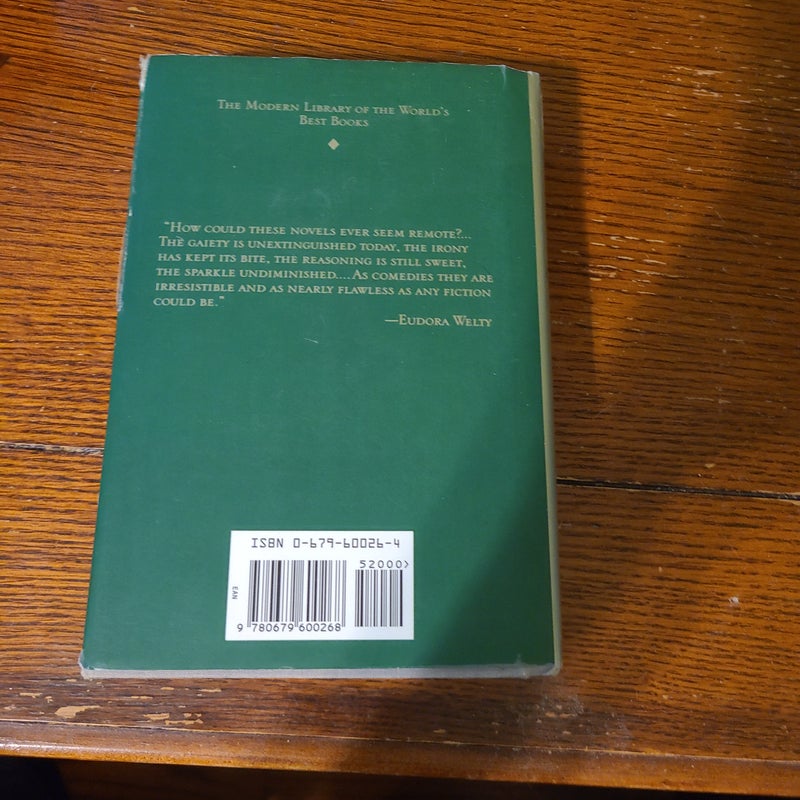 The Modern Library of the World's
Best Books
"How could these novels ever seem remote?...
The gaiety is unextinguished today, the irony
has kept its bite, the reasoning is still sweet,
the sparkle undiminished....As comedies they are
irresistible and as nearly flawless as any fiction
could be."
—Eudora Welty
ISBN 0-679-60026-4
52000>
EAN
9 780679 600268